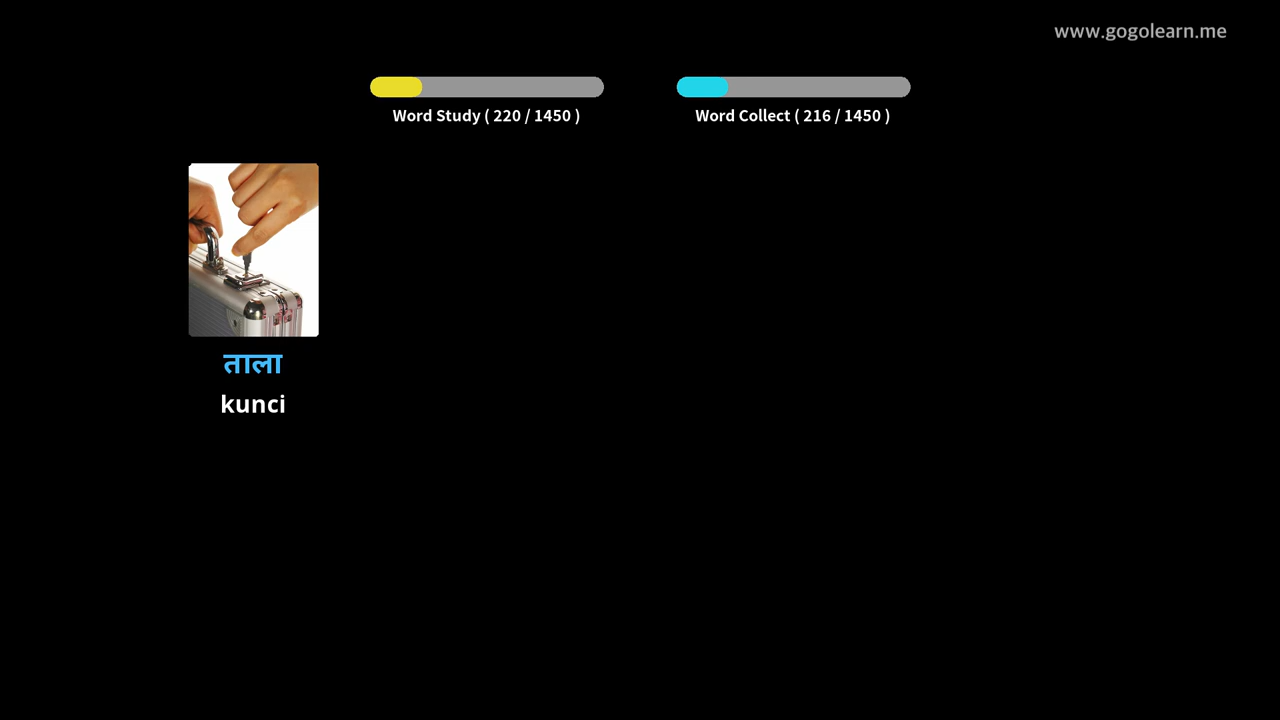 www.gogolearn.me
Word Study ( 220 / 1450 )
Word Collect ( 216 / 1450 )
ताला
kunci